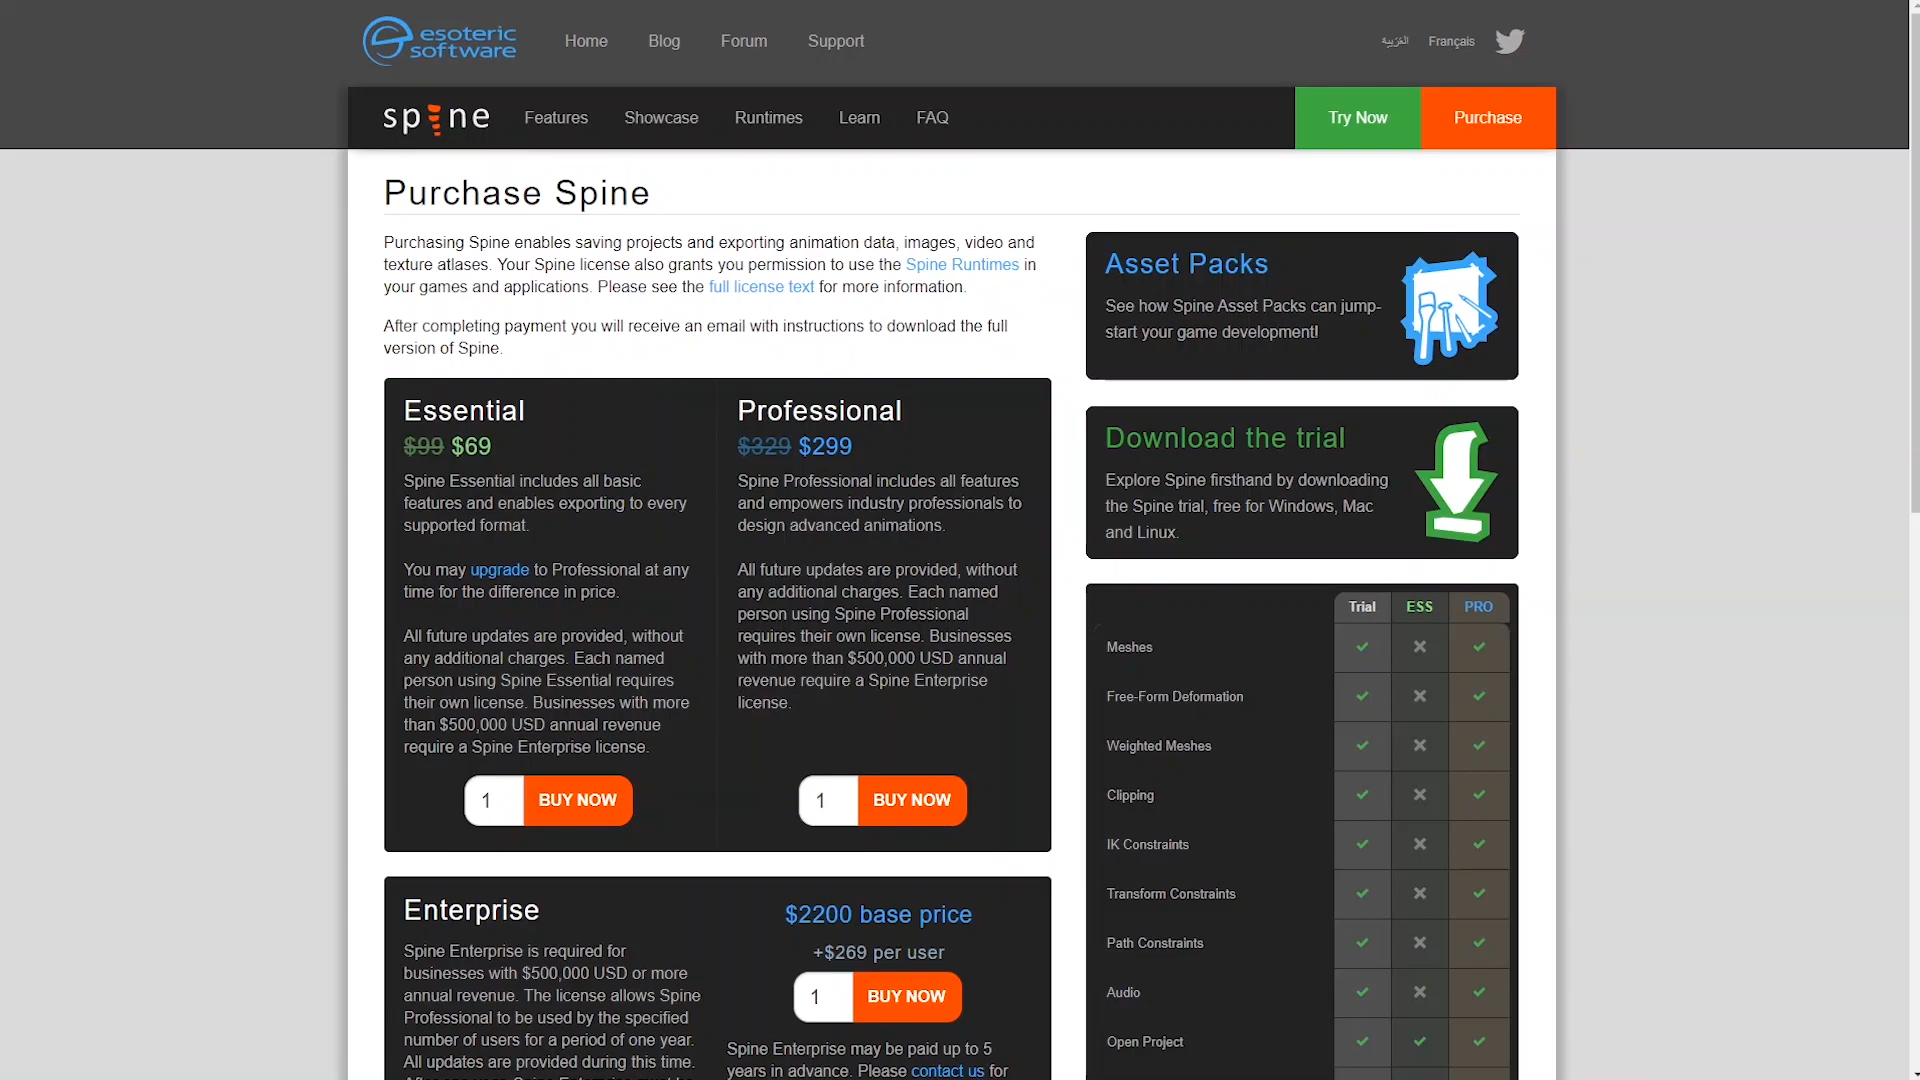 esoteric
software
Home
Blog
Forum
Support
العَرَبِية
Français
spine
Features
Showcase
Runtimes
Learn
FAQ
Try Now
Purchase
Purchase Spine
Purchasing Spine enables saving projects and exporting animation data, images, video and
texture atlases. Your Spine license also grants you permission to use the Spine Runtimes in
your games and applications. Please see the full license text for more information.
After completing payment you will receive an email with instructions to download the full
version of Spine.
Essential
$99 $69
Spine Essential includes all basic
features and enables exporting to every
supported format.
You may upgrade to Professional at any
time for the difference in price.
All future updates are provided, without
any additional charges. Each named
person using Spine Essential requires
their own license. Businesses with more
than $500,000 USD annual revenue
require a Spine Enterprise license.
1
BUY NOW
Professional
$329 $299
Spine Professional includes all features
and empowers industry professionals to
design advanced animations.
All future updates are provided, without
any additional charges. Each named
person using Spine Professional
requires their own license. Businesses
with more than $500,000 USD annual
revenue require a Spine Enterprise
license.
1
BUY NOW
Enterprise
Spine Enterprise is required for
businesses with $500,000 USD or more
annual revenue. The license allows Spine
Professional to be used by the specified
number of users for a period of one year.
All updates are provided during this time.
$2200 base price
+$269 per user
1
BUY NOW
Spine Enterprise may be paid up to 5
years in advance. Please contact us for
Asset Packs
See how Spine Asset Packs can jump-
start your game development!
Download the trial
Explore Spine firsthand by downloading
the Spine trial, free for Windows, Mac
and Linux.
Trial
ESS
PRO
Meshes
Free-Form Deformation
Weighted Meshes
Clipping
IK Constraints
Transform Constraints
Path Constraints
Audio
Open Project